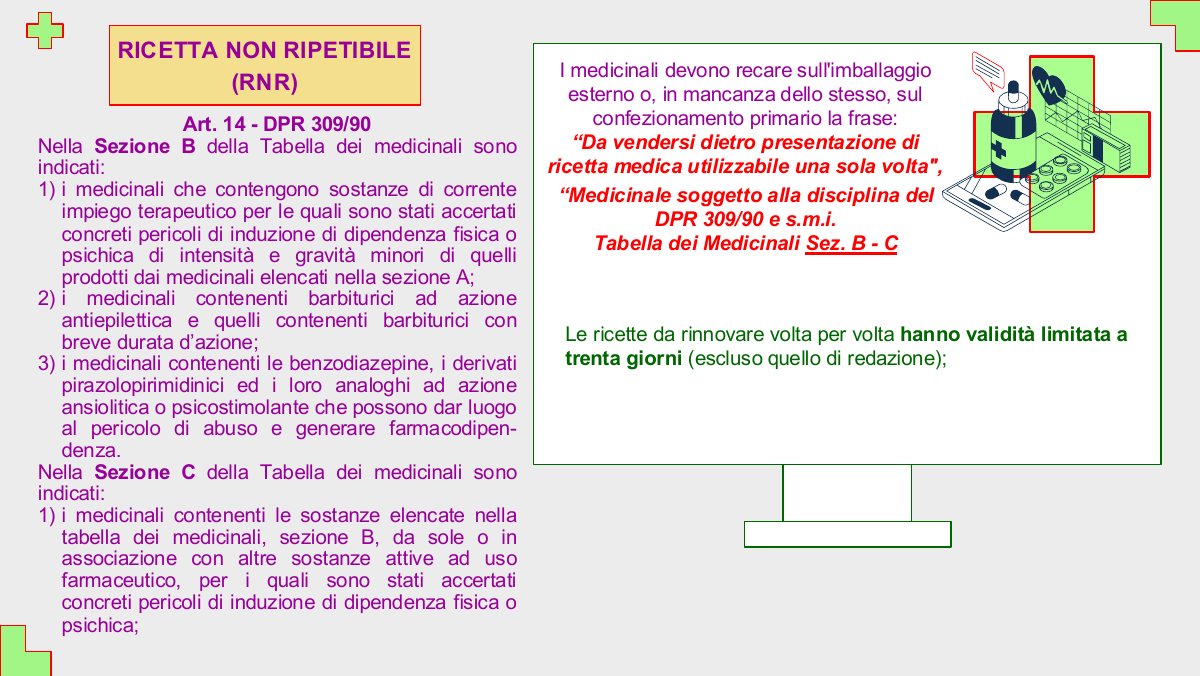 RICETTA NON RIPETIBILE
(RNR)
Art. 14 - DPR 309/90
Nella Sezione B della Tabella dei medicinali sono
indicati:
1) i medicinali che contengono sostanze di corrente
impiego terapeutico per le quali sono stati accertati
concreti pericoli di induzione di dipendenza fisica o
psichica di intensità e gravità minori di quelli
prodotti dai medicinali elencati nella sezione A;
2) i medicinali contenenti barbiturici ad azione
antiepilettica e quelli contenenti barbiturici con
breve durata d’azione;
3) i medicinali contenenti le benzodiazepine, i derivati
pirazolopirimidinici ed i loro analoghi ad azione
ansiolitica o psicostimolante che possono dar luogo
al pericolo di abuso e generare farmacodipen-
denza.
Nella Sezione C della Tabella dei medicinali sono
indicati:
1) i medicinali contenenti le sostanze elencate nella
tabella dei medicinali, sezione B, da sole o in
associazione con altre sostanze attive ad uso
farmaceutico, per i quali sono stati accertati
concreti pericoli di induzione di dipendenza fisica o
psichica;
I medicinali devono recare sull'imballaggio
esterno o, in mancanza dello stesso, sul
confezionamento primario la frase:
“Da vendersi dietro presentazione di
ricetta medica utilizzabile una sola volta",
“Medicinale soggetto alla disciplina del
DPR 309/90 e s.m.i.
Tabella dei Medicinali Sez. B - C
Le ricette da rinnovare volta per volta hanno validità limitata a
trenta giorni (escluso quello di redazione);